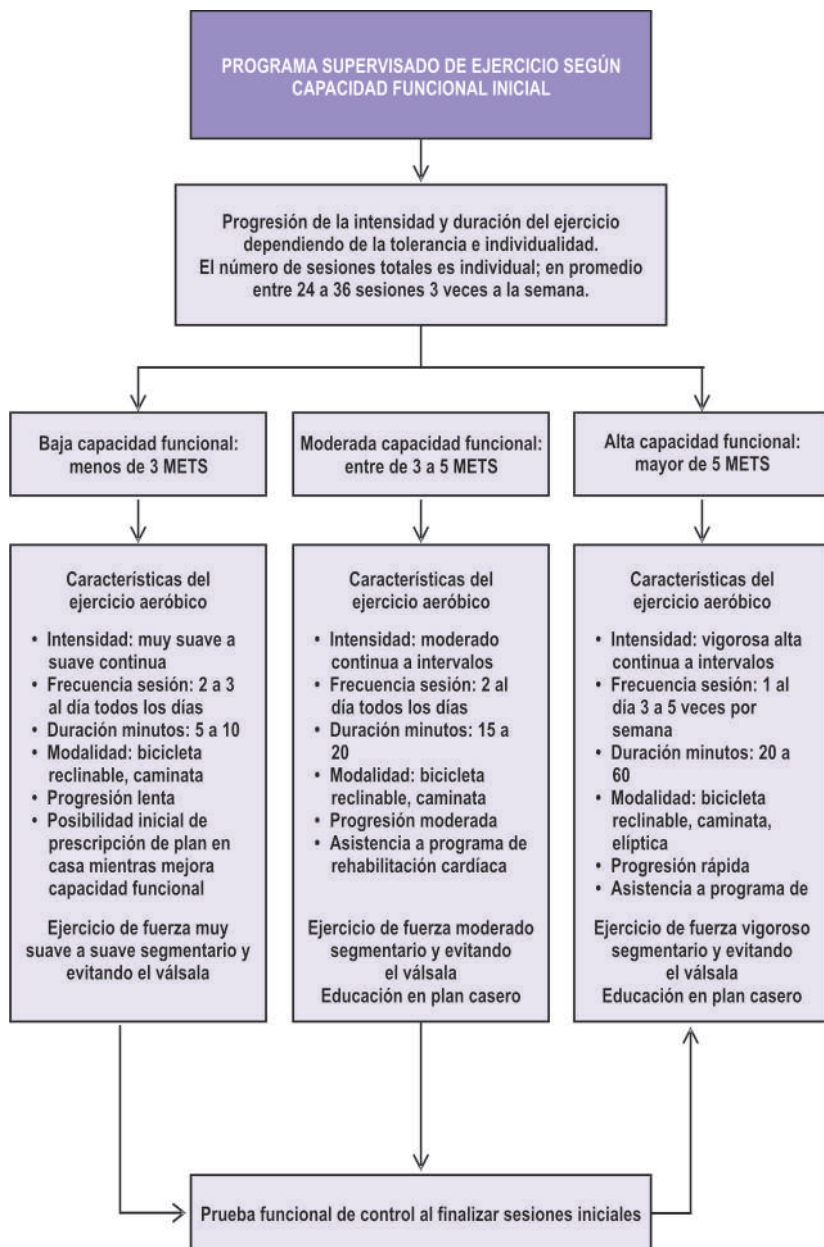 PROGRAMA SUPERVISADO DE EJERCICIO SEGÚN
CAPACIDAD FUNCIONAL INICIAL
Progresión de la intensidad y duración del ejercicio
dependiendo de la tolerancia e individualidad.
El número de sesiones totales es individual; en promedio
entre 24 a 36 sesiones 3 veces a la semana.
Baja capacidad funcional:
menos de 3 METS
Moderada capacidad funcional:
entre de 3 a 5 METS
Alta capacidad funcional:
mayor de 5 METS
Características del
ejercicio aeróbico
• Intensidad: muy suave a
suave continua
• Frecuencia sesión: 2 a 3
al día todos los días
• Duración minutos: 5 a 10
• Modalidad: bicicleta
reclinable, caminata
• Progresión lenta
• Posibilidad inicial de
prescripción de plan en
casa mientras mejora
capacidad funcional
Ejercicio de fuerza muy
suave a suave segmentario y
evitando el válsala
Características del
ejercicio aeróbico
• Intensidad: moderado
continua a intervalos
• Frecuencia sesión: 2 al
día todos los días
• Duración minutos: 15 a
20
• Modalidad: bicicleta
reclinable, caminata
• Progresión moderada
• Asistencia a programa de
rehabilitación cardíaca
Ejercicio de fuerza moderado
segmentario y evitando
el válsala
Educación en plan casero
Características del
ejercicio aeróbico
• Intensidad: vigorosa alta
continua a intervalos
• Frecuencia sesión: 1 al
día 3 a 5 veces por
semana
• Duración minutos: 20 a
60
• Modalidad: bicicleta
reclinable, caminata,
elíptica
• Progresión rápida
• Asistencia a programa de
Ejercicio de fuerza vigoroso
segmentario y evitando
el válsala
Educación en plan casero
Prueba funcional de control al finalizar sesiones iniciales